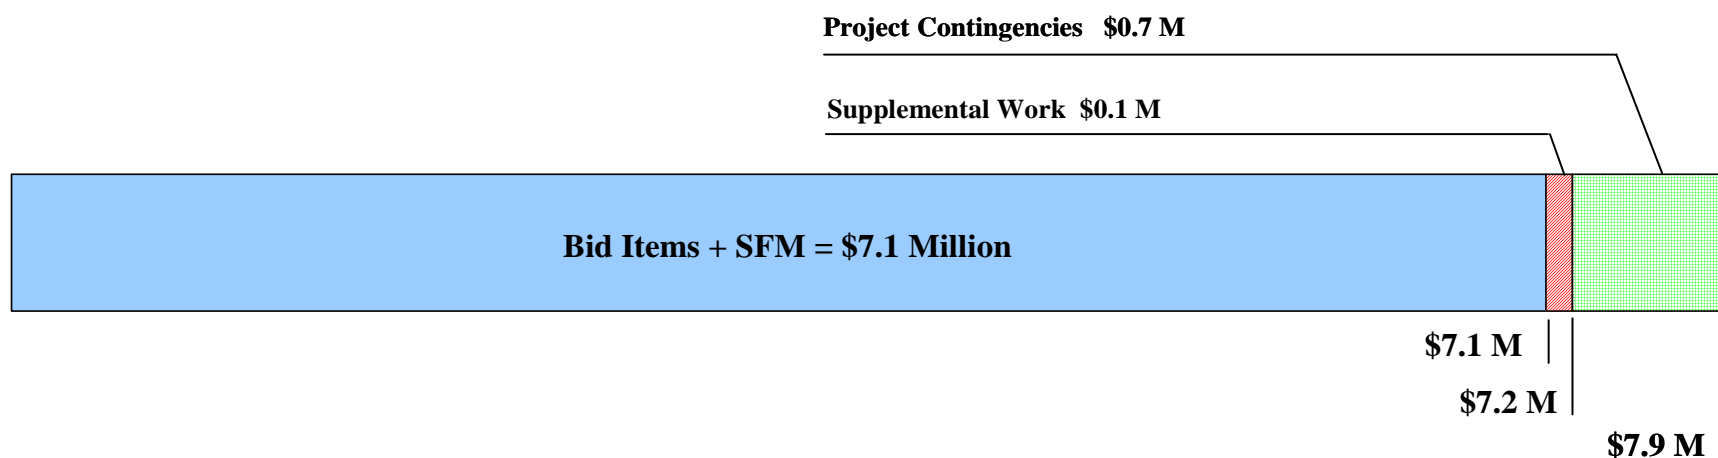 Project Contingencies $0.7 M
Supplemental Work $0.1 M
Bid Items + SFM = $7.1 Million
$7.1 M
$7.2 M
$7.9 M